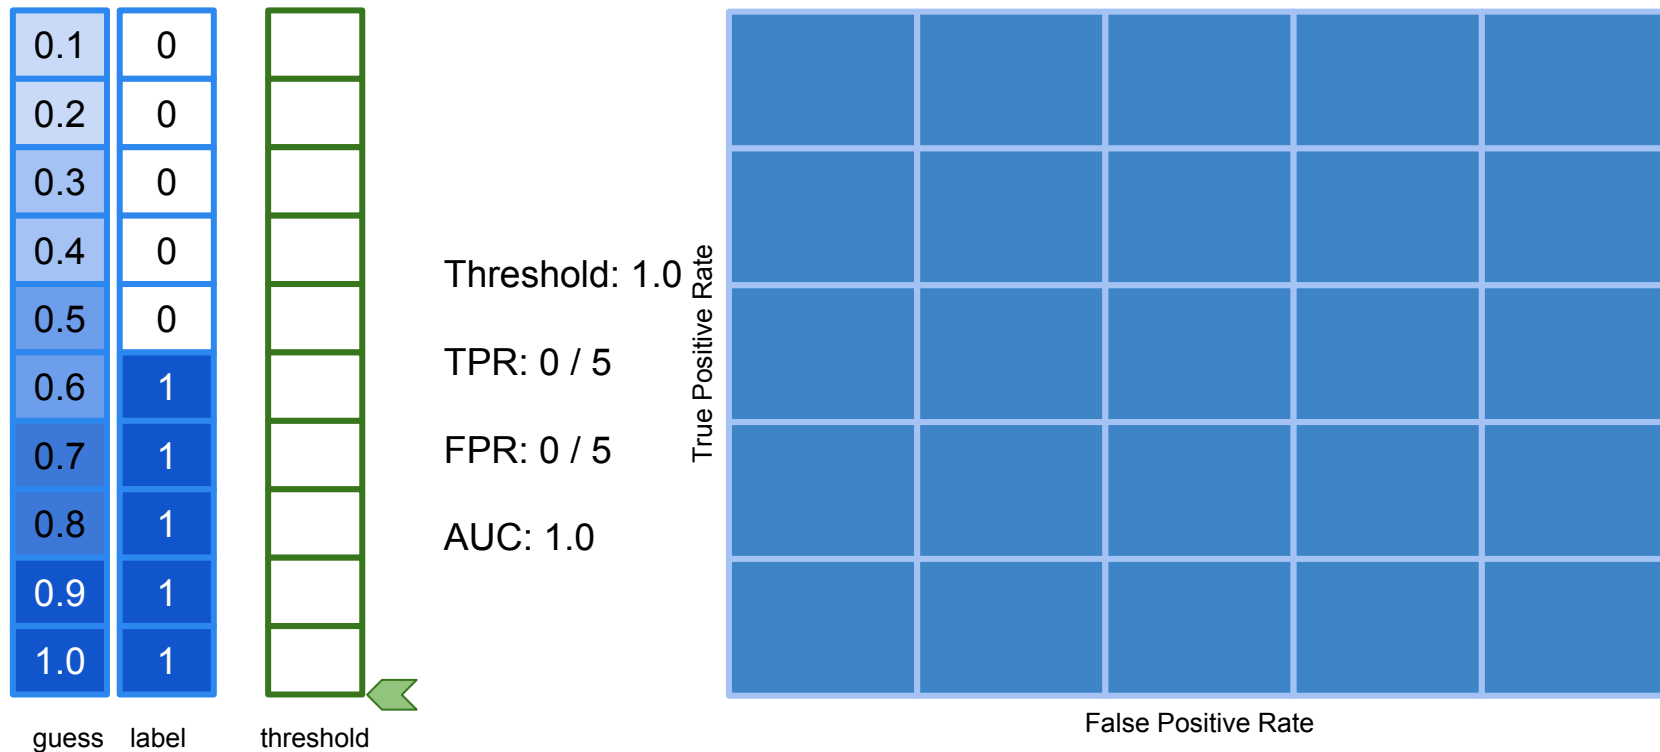 0.1 0
0.2 0
0.3 0
0.4 0
0.5 0
0.6 1
0.7 1
0.8 1
0.9 1
1.0 1
guess label threshold
Threshold: 1.0
TPR: 0 / 5
FPR: 0 / 5
AUC: 1.0
True Positive Rate
False Positive Rate